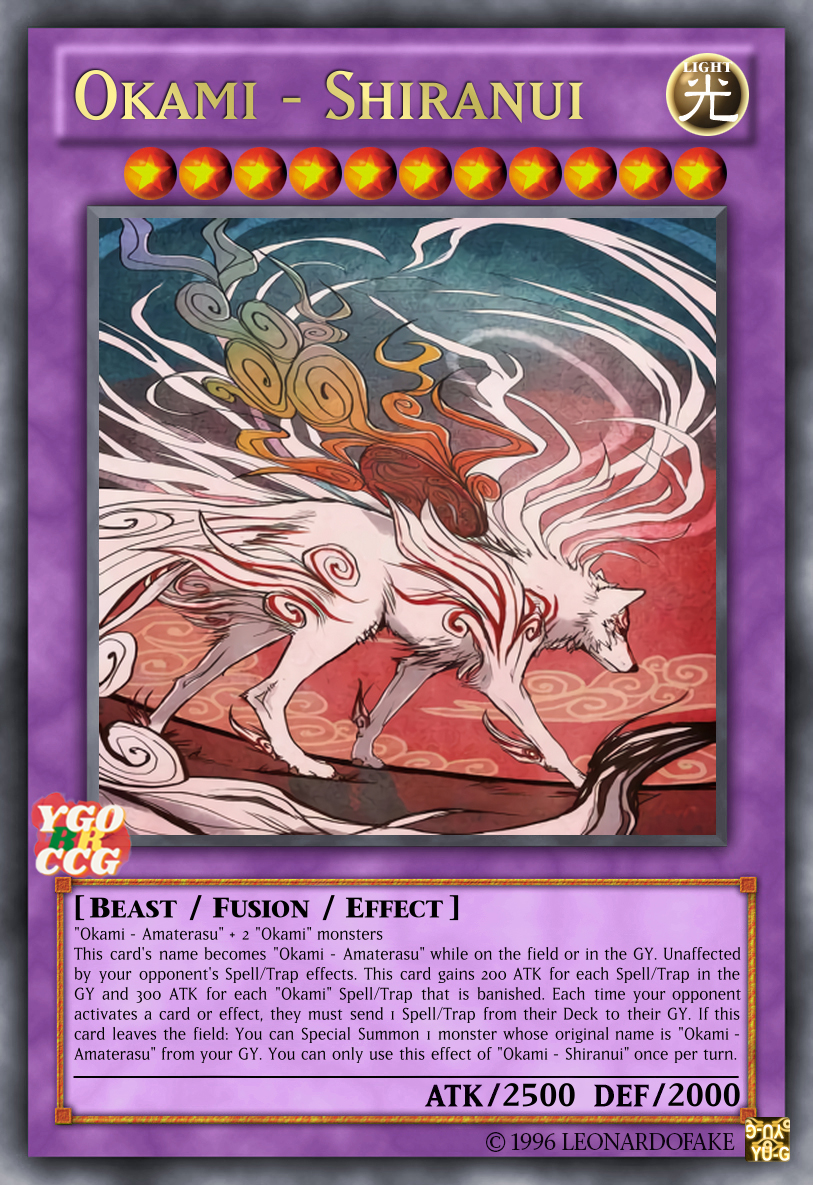 Okami - Shiranui
LIGHT
光
YGO
BR
CCG
[ Beast / Fusion / Effect ]
"Okami - Amaterasu" + 2 "Okami" monsters
This card's name becomes "Okami - Amaterasu" while on the field or in the GY. Unaffected
by your opponent's Spell/Trap effects. This card gains 200 ATK for each Spell/Trap in the
GY and 300 ATK for each "Okami" Spell/Trap that is banished. Each time your opponent
activates a card or effect, they must send 1 Spell/Trap from their Deck to their GY. If this
card leaves the field: You can Special Summon 1 monster whose original name is "Okami -
Amaterasu" from your GY. You can only use this effect of "Okami - Shiranui" once per turn.
ATK/2500 DEF/2000
© 1996 LEONARDOFAKE